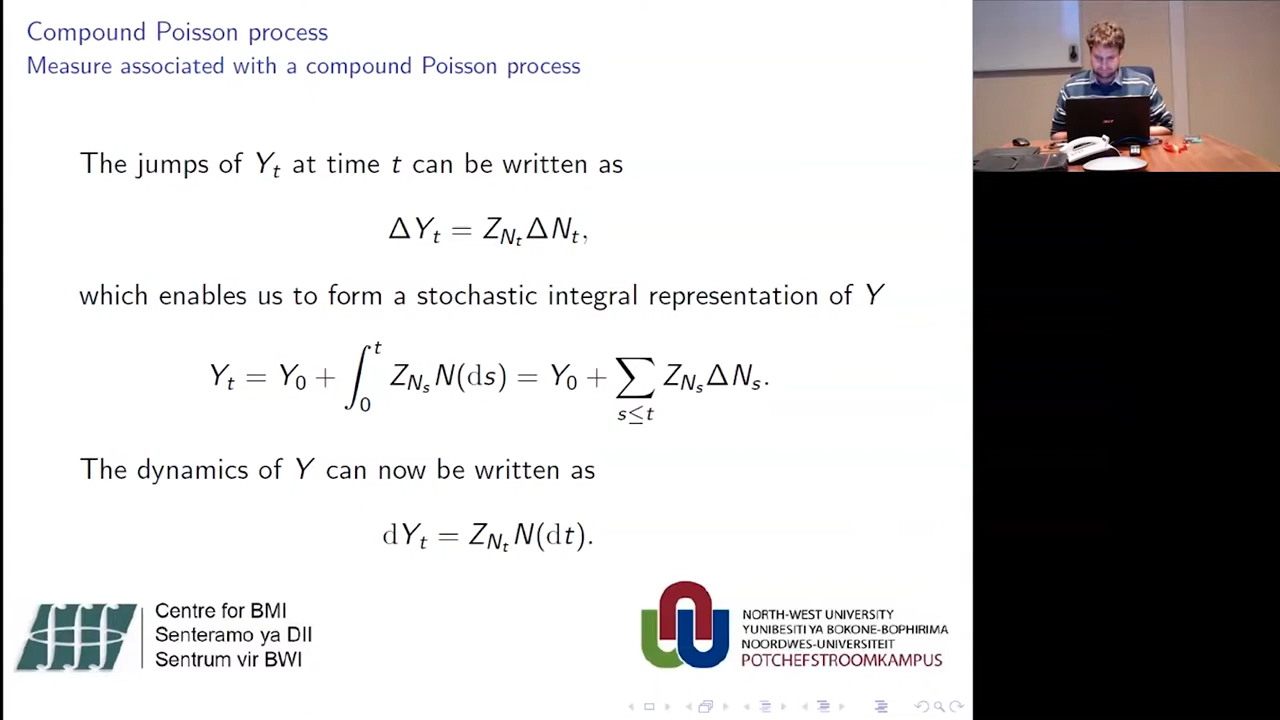 Compound Poisson process
Measure associated with a compound Poisson process
The jumps of Y_t at time t can be written as
ΔY_t = Z_{N_t} ΔN_t,
which enables us to form a stochastic integral representation of Y
Y_t = Y_0 + ∫_0^t Z_{N_s} N(ds) = Y_0 + ∑_{s≤t} Z_{N_s} ΔN_s.
The dynamics of Y can now be written as
dY_t = Z_{N_t} N(dt).
Centre for BMI
Senteramo ya DII
Sentrum vir BWI
NORTH-WEST UNIVERSITY
YUNIBESITI YA BOKONE-BOPHIRIMA
NOORDWES-UNIVERSITEIT
POTCHEFSTROOMKAMPUS
acer